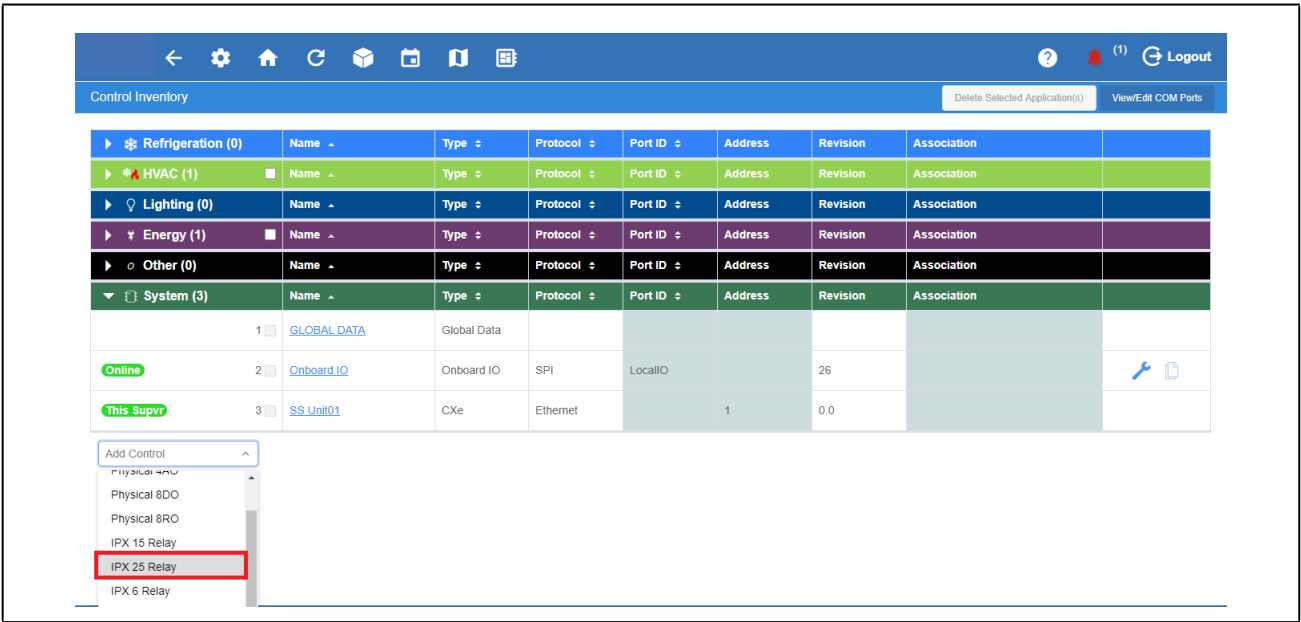 (1) Logout
Control Inventory Delete Selected Application(s) View/Edit COM Ports
Refrigeration (0) Name Type Protocol Port ID Address Revision Association
HVAC (1) Name Type Protocol Port ID Address Revision Association
Lighting (0) Name Type Protocol Port ID Address Revision Association
Energy (1) Name Type Protocol Port ID Address Revision Association
Other (0) Name Type Protocol Port ID Address Revision Association
System (3) Name Type Protocol Port ID Address Revision Association
1 GLOBAL DATA Global Data
Online 2 Onboard IO Onboard IO SPI LocalIO 26
This Supvr 3 SS Unit01 CXe Ethernet 1 0.0
Add Control
Physical 4AO
Physical 8DO
Physical 8RO
IPX 15 Relay
IPX 25 Relay
IPX 6 Relay